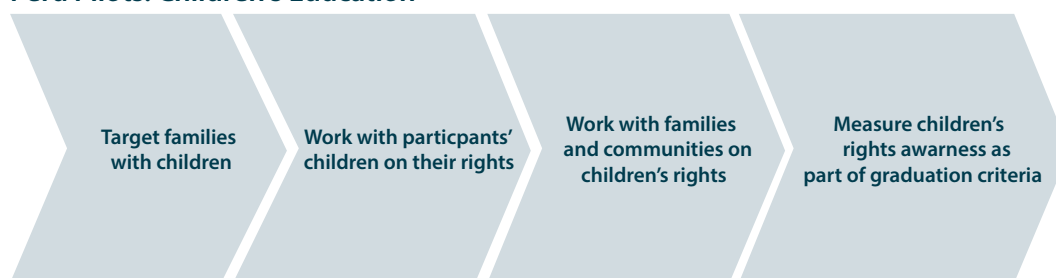 Peru Pilots: Children's Education
Target families
with children
Work with particpants’
children on their rights
Work with families
and communities on
children’s rights
Measure children’s
rights awarness as
part of graduation criteria